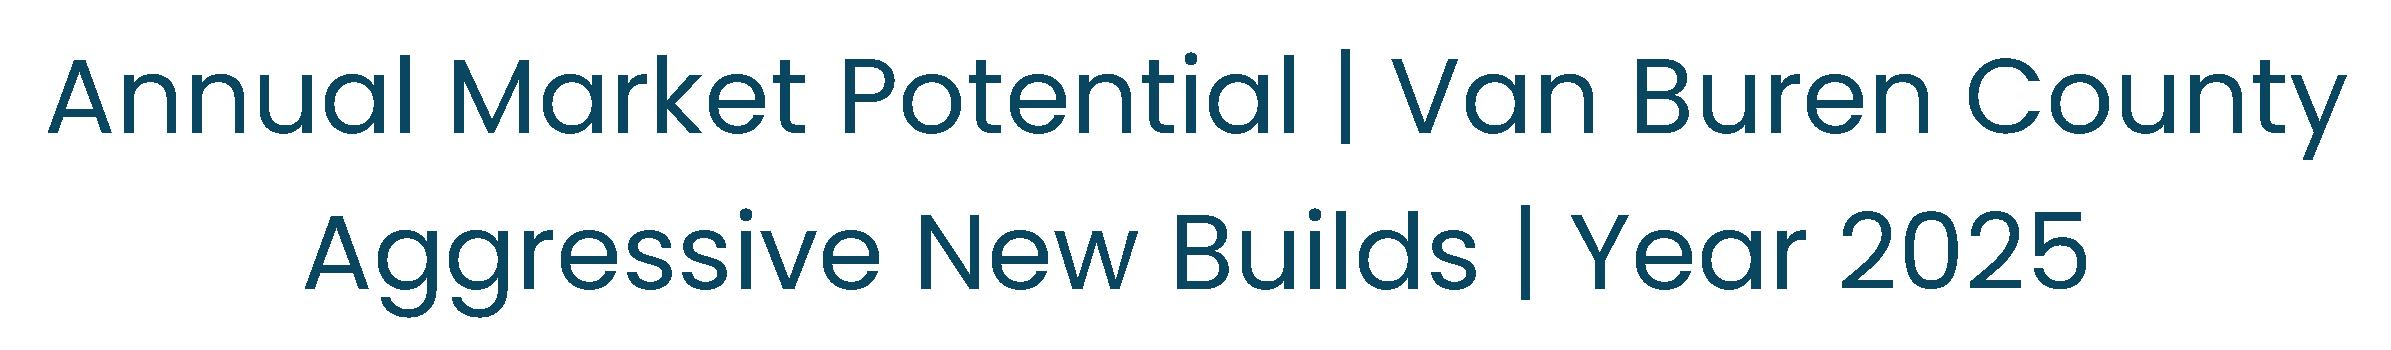 Annual Market Potential | Van Buren County
Aggressive New Builds | Year 2025